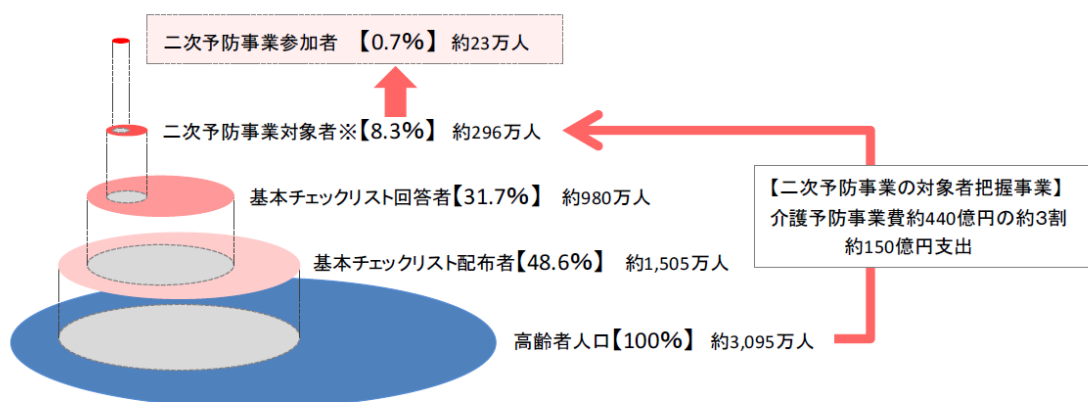 二次予防事業参加者 【0.7%】 約23万人
二次予防事業対象者※【8.3%】 約296万人
基本チェックリスト回答者【31.7%】 約980万人
基本チェックリスト配布者【48.6%】 約1,505万人
高齢者人口【100%】 約3,095万人
【二次予防事業の対象者把握事業】
介護予防事業費約440億円の約3割
約150億円支出